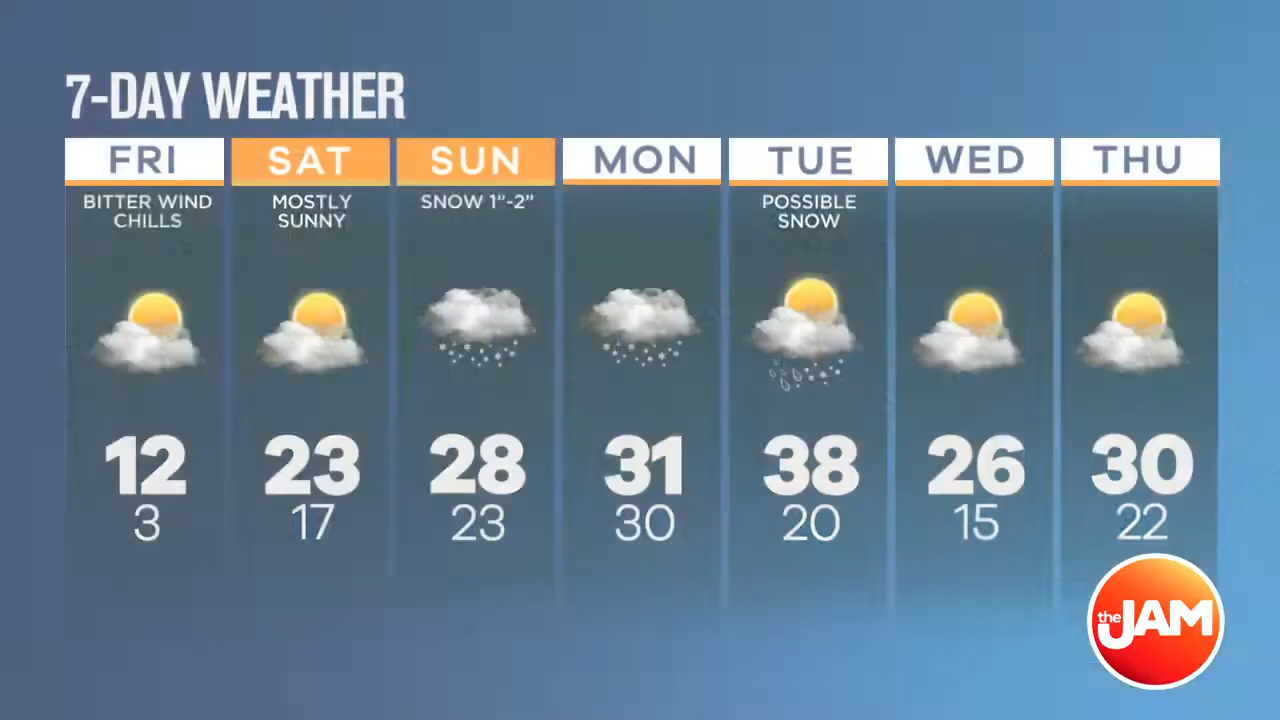 7-DAY WEATHER
FRI SAT SUN MON TUE WED THU
BITTER WIND CHILLS
MOSTLY SUNNY
SNOW 1”-2”
POSSIBLE SNOW
12 23 28 31 38 26 30
3 17 23 30 20 15 22
the JAM